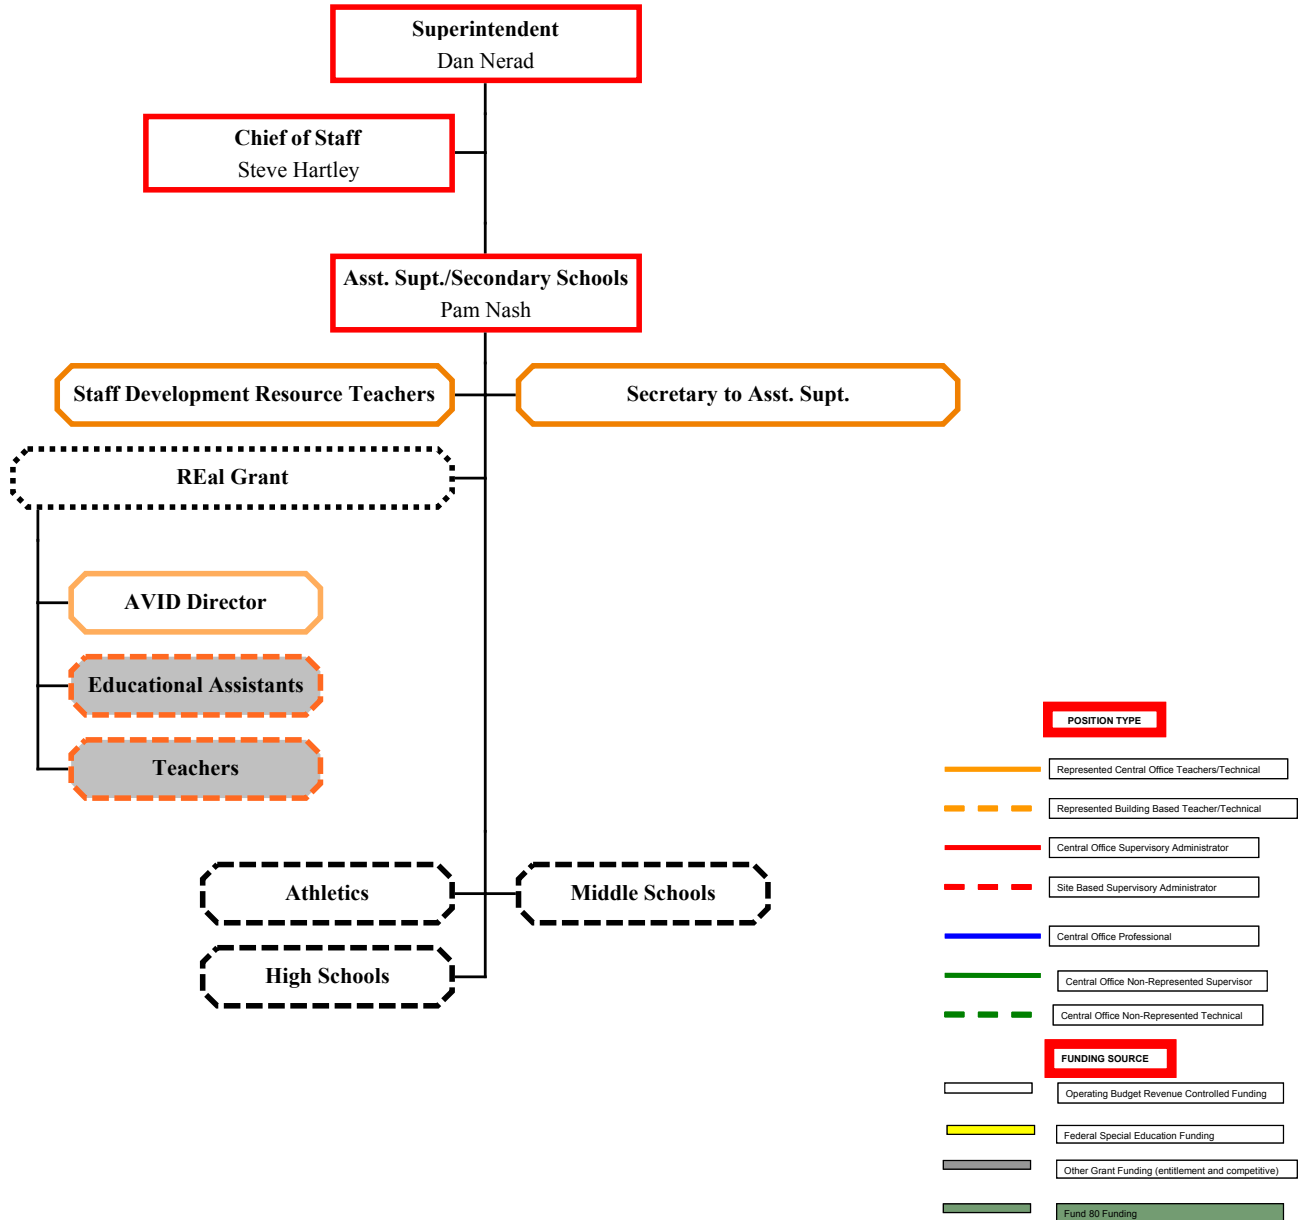 Superintendent
Dan Nerad
Chief of Staff
Steve Hartley
Asst. Supt./Secondary Schools
Pam Nash
Staff Development Resource Teachers
Secretary to Asst. Supt.
REal Grant
AVID Director
Educational Assistants
Teachers
Athletics
Middle Schools
High Schools
POSITION TYPE
Represented Central Office Teachers/Technical
Represented Building Based Teacher/Technical
Central Office Supervisory Administrator
Site Based Supervisory Administrator
Central Office Professional
Central Office Non-Represented Supervisor
Central Office Non-Represented Technical
FUNDING SOURCE
Operating Budget Revenue Controlled Funding
Federal Special Education Funding
Other Grant Funding (entitlement and competitive)
Fund 80 Funding